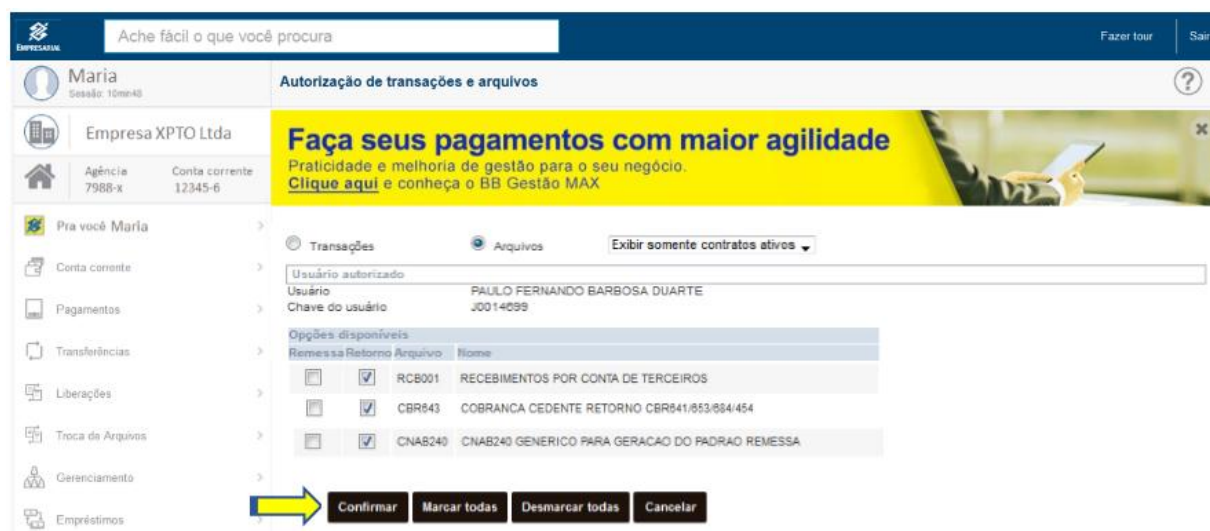 EMPRESARIAL
Ache fácil o que você procura
Fazer tour
Sair
Maria
Sessão: 10mn48
Autorização de transações e arquivos
?
Empresa XPTO Ltda
Faça seus pagamentos com maior agilidade
Praticidade e melhoria de gestão para o seu negócio.
Clique aqui e conheça o BB Gestão MAX
Agência Conta corrente
7988-x 12345-6
Pra você Maria
Conta corrente
Pagamentos
Transferências
Liberações
Troca de Arquivos
Gerenciamento
Empréstimos
Transações Arquivos Exibir somente contratos ativos
Usuário autorizado
Usuário PAULO FERNANDO BARBOSA DUARTE
Chave do usuário J0014699
Opções disponíveis
Remessa Retorno Arquivo Nome
RCB001 RECEBIMENTOS POR CONTA DE TERCEIROS
CBR643 COBRANCA CEDENTE RETORNO CBR641/653/684/454
CNAB240 CNAB240 GENERICO PARA GERACAO DO PADRAO REMESSA
Confirmar Marcar todas Desmarcar todas Cancelar